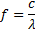 f = c/λ